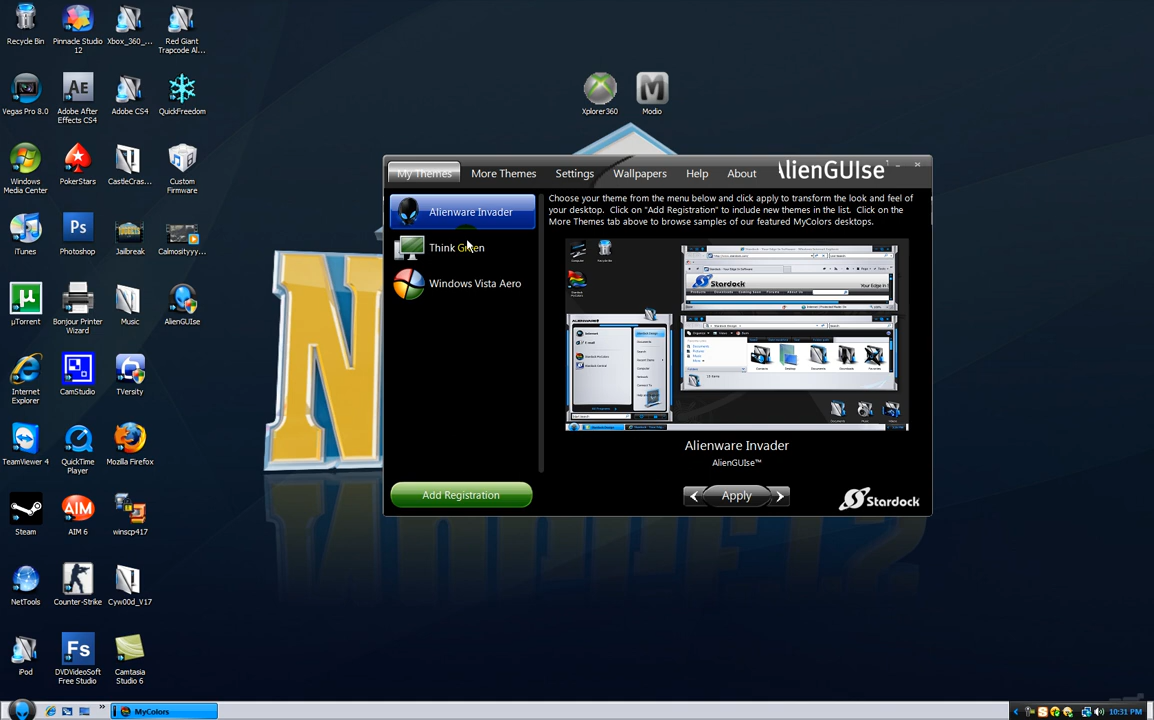 Recycle Bin
Pinnacle Studio
12
Xbox_360_...
Red Giant
Trapcode Al...
Vegas Pro 8.0
Adobe After
Effects CS4
Adobe CS4
QuickFreedom
Xplorer360
Modio
Windows
Media Center
PokerStars
CastleCras...
Custom
Firmware
iTunes
Photoshop
Jailbreak
Calmosityyy...
µTorrent
Bonjour Printer
Wizard
Music
AlienGUIse
Internet
Explorer
CamStudio
TVersity
TeamViewer 4
QuickTime
Player
Mozilla Firefox
Steam
AIM 6
winscp417
NetTools
Counter-Strike
Cyw00d_V17
iPod
DVDVideoSoft
Free Studio
Camtasia
Studio 6
My Themes
More Themes
Settings
Wallpapers
Help
About
AlienGUIse
Alienware Invader
Think Green
Windows Vista Aero
Add Registration
Choose your theme from the menu below and click apply to transform the look and feel of
your desktop. Click on "Add Registration" to include new themes in the list. Click on the
More Themes tab above to browse samples of our featured MyColors desktops.
Stardock
Alienware Invader
AlienGUIse™
Apply
Stardock
MyColors
10:31 PM